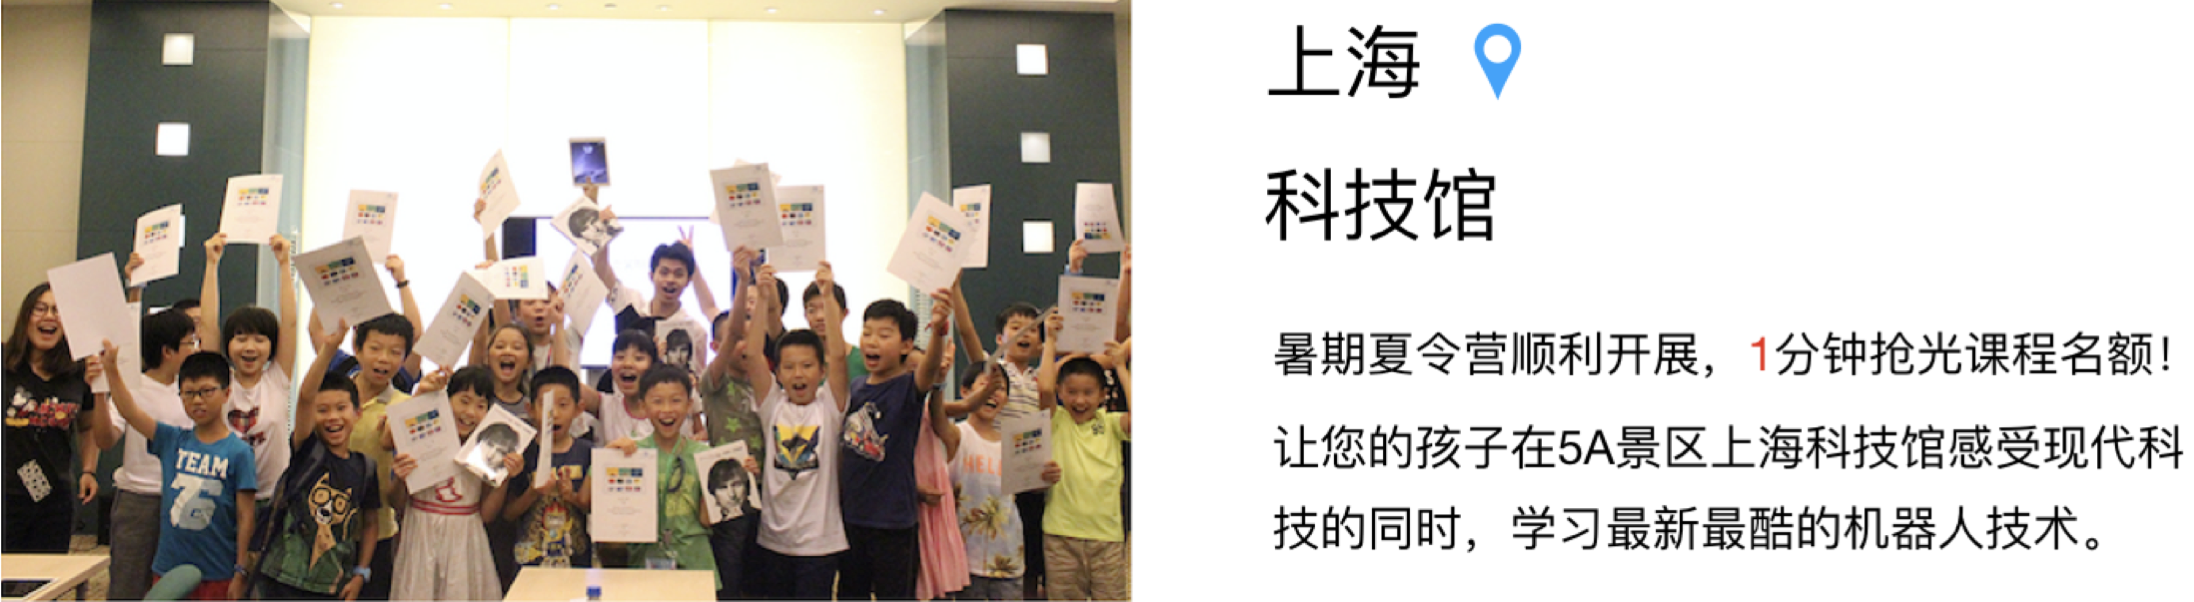 上海
科技馆
暑期夏令营顺利开展，1分钟抢光课程名额！
让您的孩子在5A景区上海科技馆感受现代科
技的同时，学习最新最酷的机器人技术。
TEAM